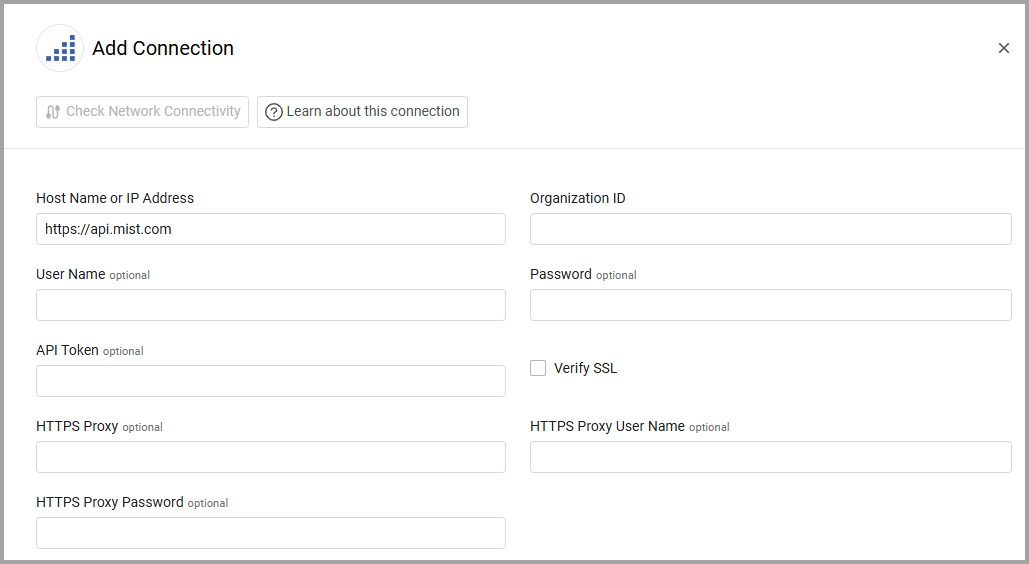 Add Connection
Check Network Connectivity
Learn about this connection
Host Name or IP Address
Organization ID
https://api.mist.com
User Name optional
Password optional
API Token optional
Verify SSL
HTTPS Proxy optional
HTTPS Proxy User Name optional
HTTPS Proxy Password optional